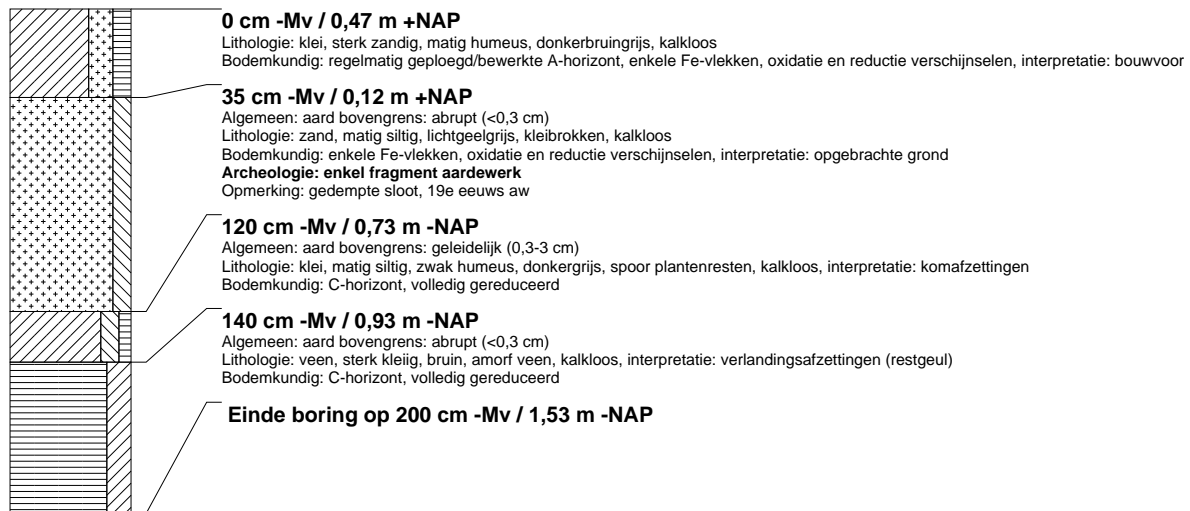 0 cm -Mv / 0,47 m +NAP
Lithologie: klei, sterk zandig, matig humeus, donkerbruingrijs, kalkloos
Bodemkundig: regelmatig geploegd/bewerkte A-horizont, enkele Fe-vlekken, oxidatie en reductie verschijnselen, interpretatie: bouwvoor
35 cm -Mv / 0,12 m +NAP
Algemeen: aard bovengrens: abrupt (<0,3 cm)
Lithologie: zand, matig siltig, lichtgeelgrijs, kleibrokken, kalkloos
Bodemkundig: enkele Fe-vlekken, oxidatie en reductie verschijnselen, interpretatie: opgebrachte grond
Archeologie: enkel fragment aardewerk
Opmerking: gedempte sloot, 19e eeuws aw
120 cm -Mv / 0,73 m -NAP
Algemeen: aard bovengrens: geleidelijk (0,3-3 cm)
Lithologie: klei, matig siltig, zwak humeus, donkergrijs, spoor plantenresten, kalkloos, interpretatie: komafzettingen
Bodemkundig: C-horizont, volledig gereduceerd
140 cm -Mv / 0,93 m -NAP
Algemeen: aard bovengrens: abrupt (<0,3 cm)
Lithologie: veen, sterk kleiig, bruin, amorf veen, kalkloos, interpretatie: verlandingsafzettingen (restgeul)
Bodemkundig: C-horizont, volledig gereduceerd
Einde boring op 200 cm -Mv / 1,53 m -NAP